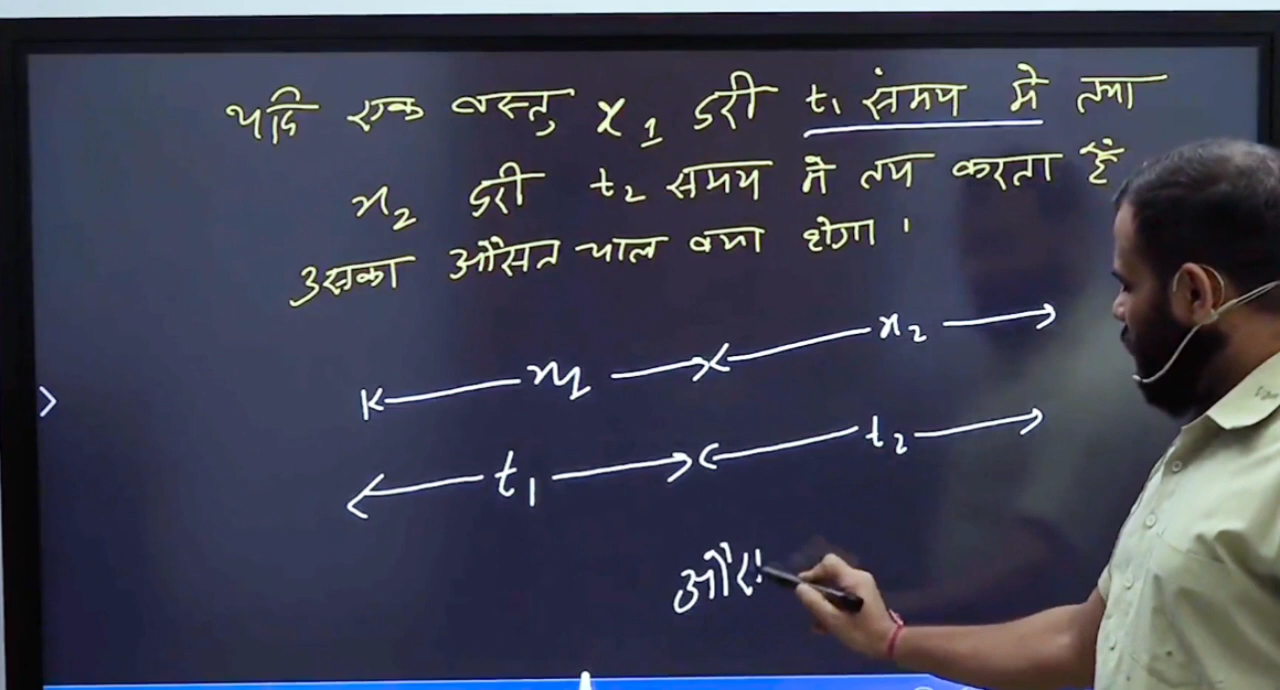 यदि एक वस्तु x₁ दूरी t₁ समय में तथा
x₂ दूरी t₂ समय में तय करता है
उसका औसत चाल क्या होगा।
x₁ x₂
t₁ t₂